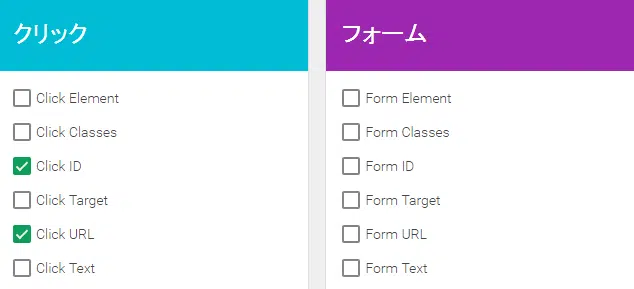 クリック
Click Element
Click Classes
Click ID
Click Target
Click URL
Click Text
フォーム
Form Element
Form Classes
Form ID
Form Target
Form URL
Form Text